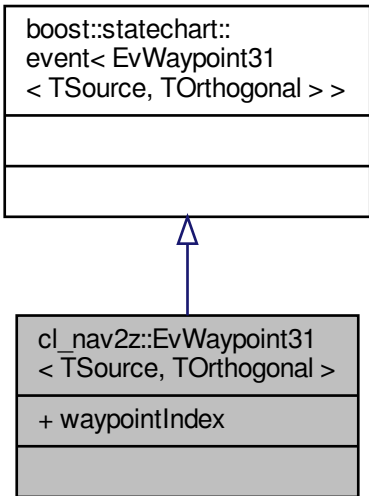 boost::statechart::
event< EvWaypoint31
< TSource, TOrthogonal > >
cl_nav2z::EvWaypoint31
< TSource, TOrthogonal >
+ waypointIndex